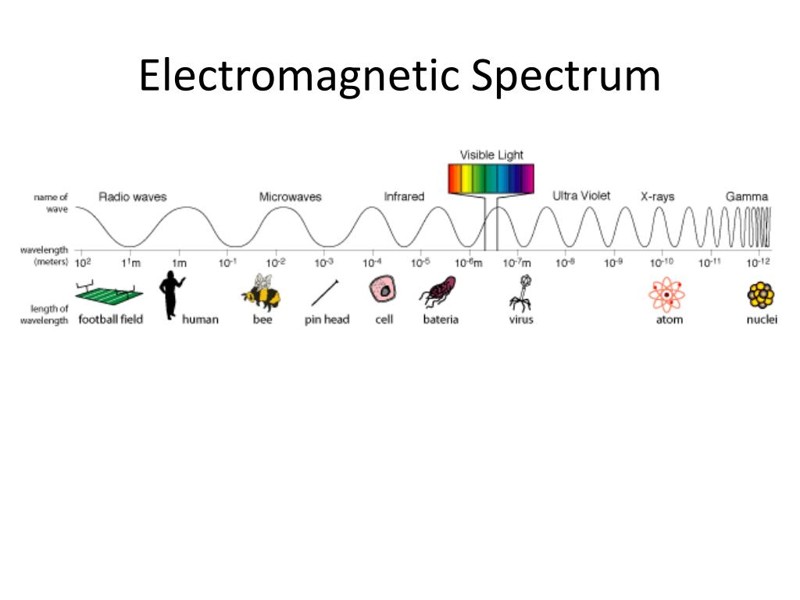 Electromagnetic Spectrum
Visible Light
name of
wave
Radio waves Microwaves Infrared Ultra Violet X-rays Gamma
wavelength
(meters) 10² 1¹m 1m 10⁻¹ 10⁻² 10⁻³ 10⁻⁴ 10⁻⁵ 10⁻⁶m 10⁻⁷m 10⁻⁸ 10⁻⁹ 10⁻¹⁰ 10⁻¹¹ 10⁻¹²
length of
wavelength
football field human bee pin head cell bateria virus atom nuclei